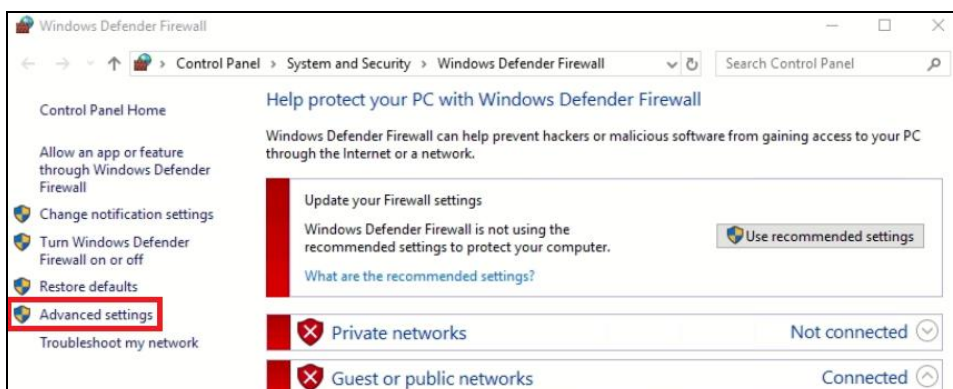 Windows Defender Firewall
Control Panel > System and Security > Windows Defender Firewall
Search Control Panel
Control Panel Home
Allow an app or feature
through Windows Defender
Firewall
Change notification settings
Turn Windows Defender
Firewall on or off
Restore defaults
Advanced settings
Troubleshoot my network
Help protect your PC with Windows Defender Firewall
Windows Defender Firewall can help prevent hackers or malicious software from gaining access to your PC
through the Internet or a network.
Update your Firewall settings
Windows Defender Firewall is not using the
recommended settings to protect your computer.
What are the recommended settings?
Use recommended settings
Private networks Not connected
Guest or public networks Connected